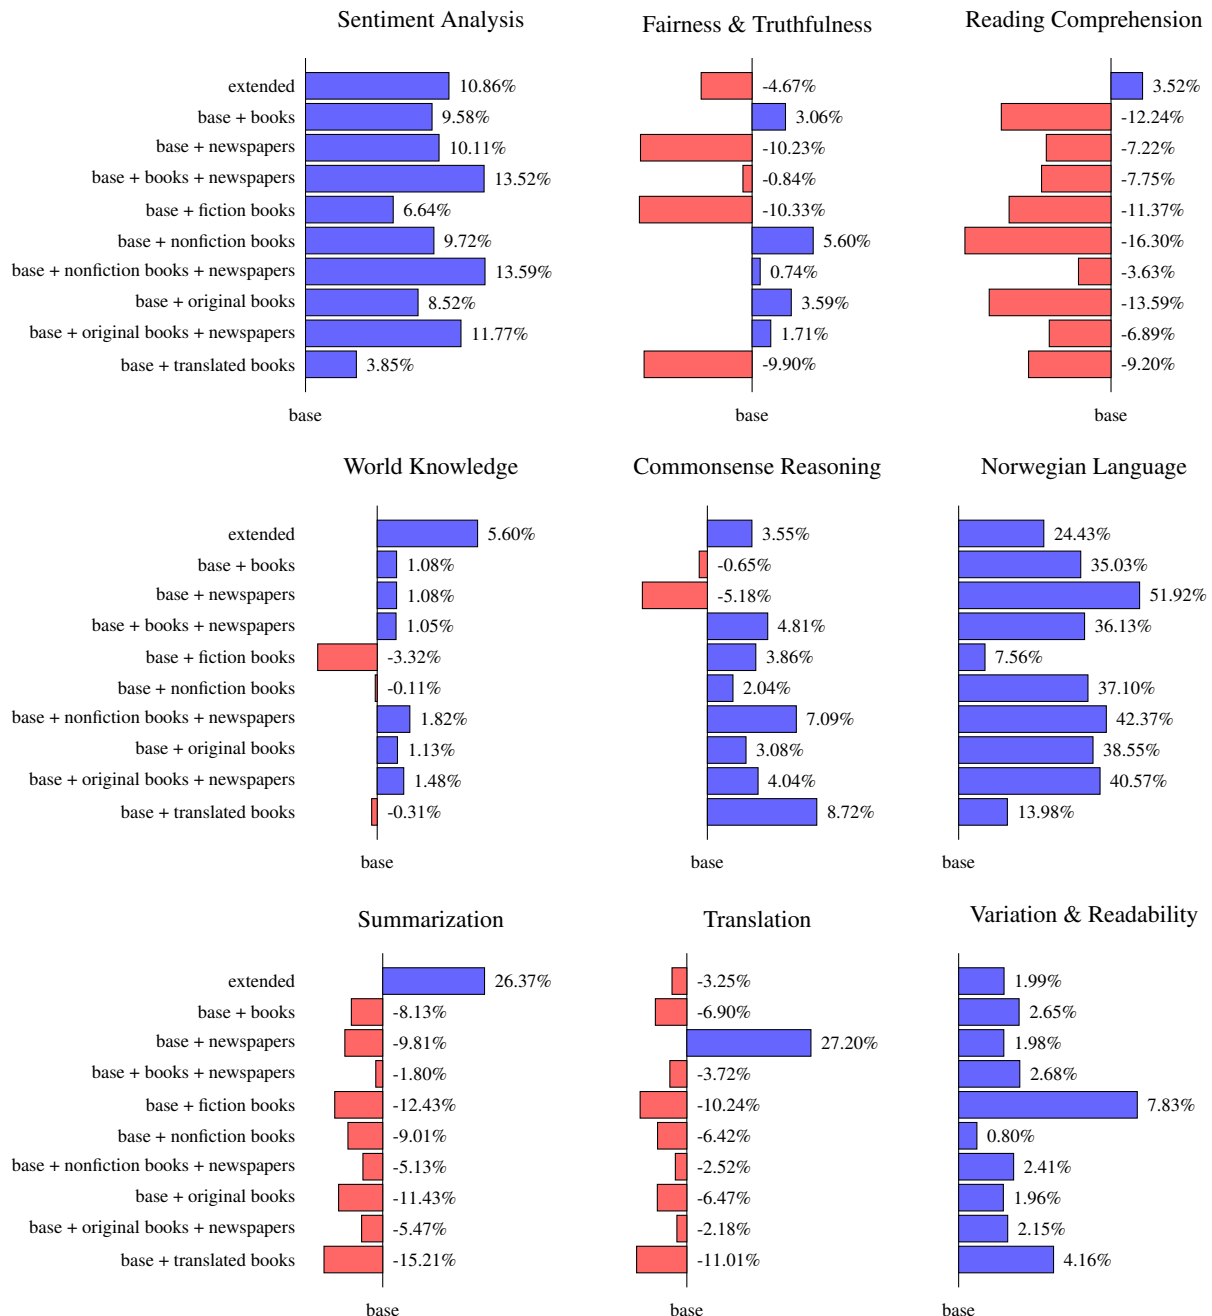 Sentiment Analysis Fairness & Truthfulness Reading Comprehension
extended 10.86% -4.67% 3.52%
base + books 9.58% 3.06% -12.24%
base + newspapers 10.11% -10.23% -7.22%
base + books + newspapers 13.52% -0.84% -7.75%
base + fiction books 6.64% -10.33% -11.37%
base + nonfiction books 9.72% 5.60% -16.30%
base + nonfiction books + newspapers 13.59% 0.74% -3.63%
base + original books 8.52% 3.59% -13.59%
base + original books + newspapers 11.77% 1.71% -6.89%
base + translated books 3.85% -9.90% -9.20%
base base base
World Knowledge Commonsense Reasoning Norwegian Language
extended 5.60% 3.55% 24.43%
base + books 1.08% -0.65% 35.03%
base + newspapers 1.08% -5.18% 51.92%
base + books + newspapers 1.05% 4.81% 36.13%
base + fiction books -3.32% 3.86% 7.56%
base + nonfiction books -0.11% 2.04% 37.10%
base + nonfiction books + newspapers 1.82% 7.09% 42.37%
base + original books 1.13% 3.08% 38.55%
base + original books + newspapers 1.48% 4.04% 40.57%
base + translated books -0.31% 8.72% 13.98%
base base base
Summarization Translation Variation & Readability
extended 26.37% -3.25% 1.99%
base + books -8.13% -6.90% 2.65%
base + newspapers -9.81% 27.20% 1.98%
base + books + newspapers -1.80% -3.72% 2.68%
base + fiction books -12.43% -10.24% 7.83%
base + nonfiction books -9.01% -6.42% 0.80%
base + nonfiction books + newspapers -5.13% -2.52% 2.41%
base + original books -11.43% -6.47% 1.96%
base + original books + newspapers -5.47% -2.18% 2.15%
base + translated books -15.21% -11.01% 4.16%
base base base